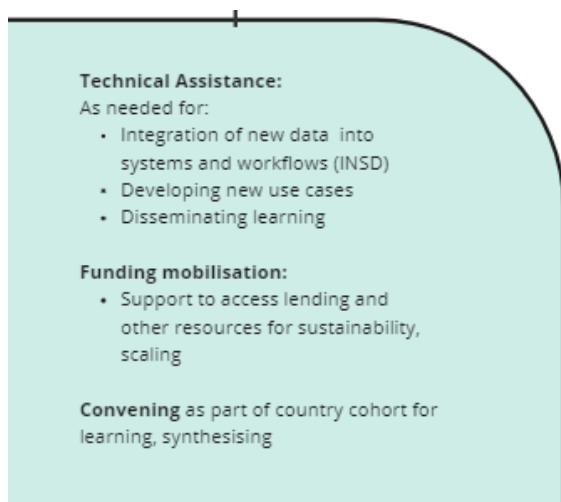 Technical Assistance:
As needed for:
• Integration of new data into
systems and workflows (INSD)
• Developing new use cases
• Disseminating learning
Funding mobilisation:
• Support to access lending and
other resources for sustainability,
scaling
Convening as part of country cohort for
learning, synthesising